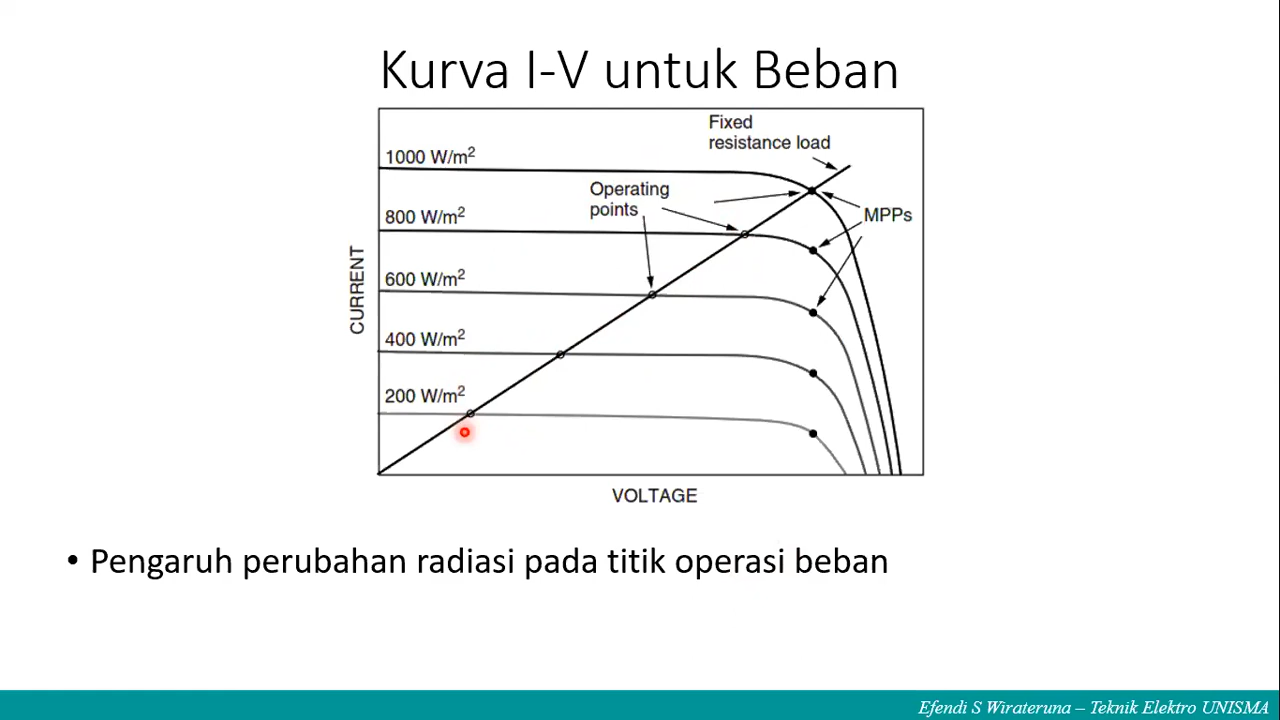 Kurva I-V untuk Beban
Fixed
resistance load
1000 W/m²
Operating
points
MPPs
800 W/m²
600 W/m²
400 W/m²
200 W/m²
CURRENT
VOLTAGE
• Pengaruh perubahan radiasi pada titik operasi beban
Efendi S Wirateruna – Teknik Elektro UNISMA